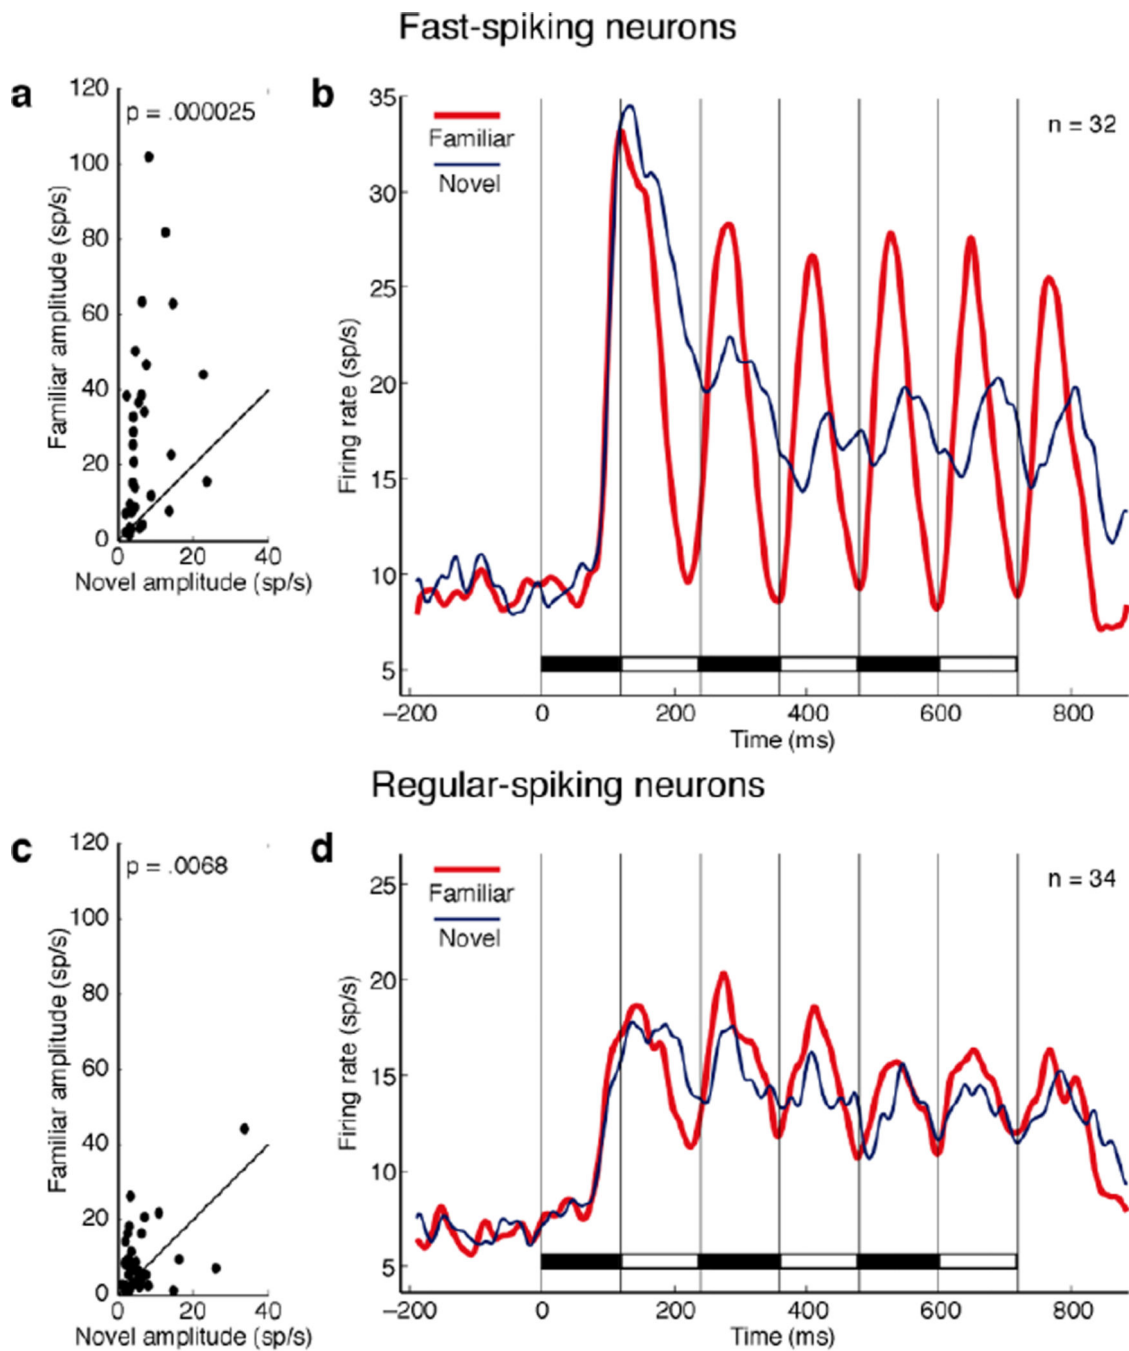 Fast-spiking neurons
a
p = .000025
120
100
80
60
40
20
0
0 20 40
Familiar amplitude (sp/s)
Novel amplitude (sp/s)
b
Familiar
Novel
n = 32
35
30
25
20
15
10
5
Firing rate (sp/s)
−200 0 200 400 600 800
Time (ms)
Regular-spiking neurons
c
p = .0068
120
100
80
60
40
20
0
0 20 40
Familiar amplitude (sp/s)
Novel amplitude (sp/s)
d
Familiar
Novel
n = 34
25
20
15
10
5
Firing rate (sp/s)
−200 0 200 400 600 800
Time (ms)